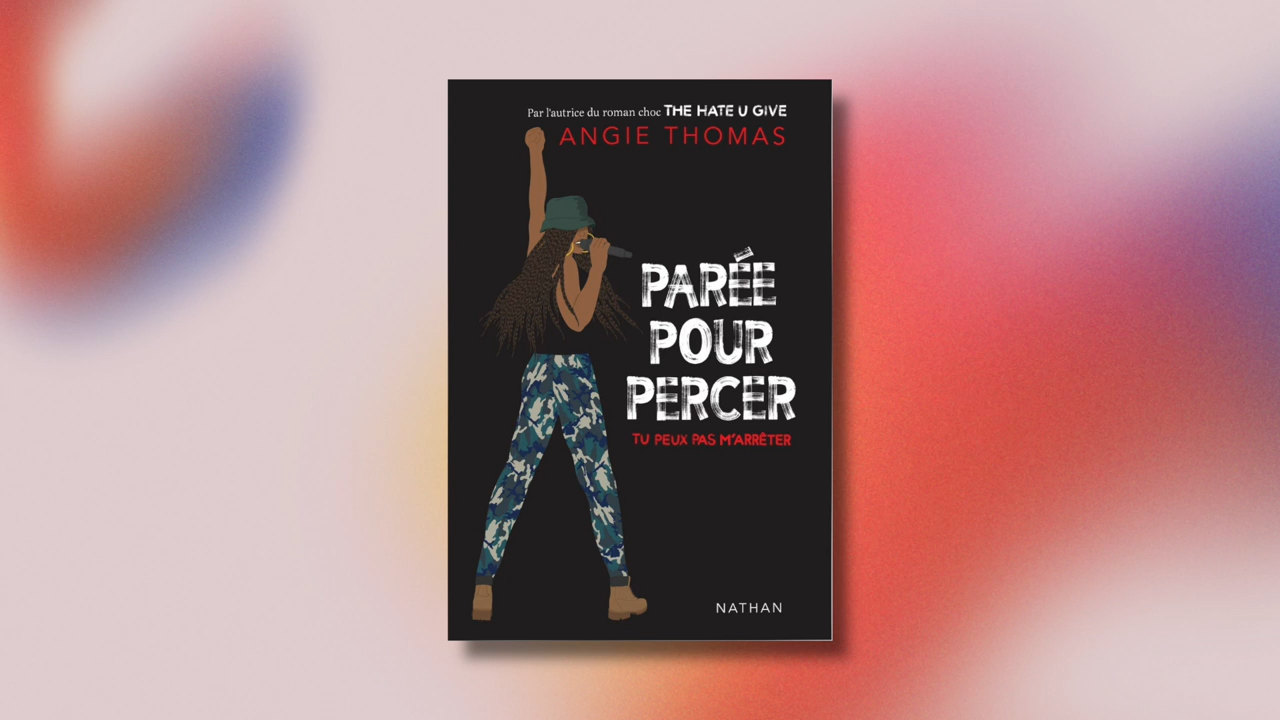 Par l'autrice du roman choc THE HATE U GIVE
ANGIE THOMAS
PARÉE
POUR
PERCER
TU PEUX PAS M'ARRÊTER
NATHAN